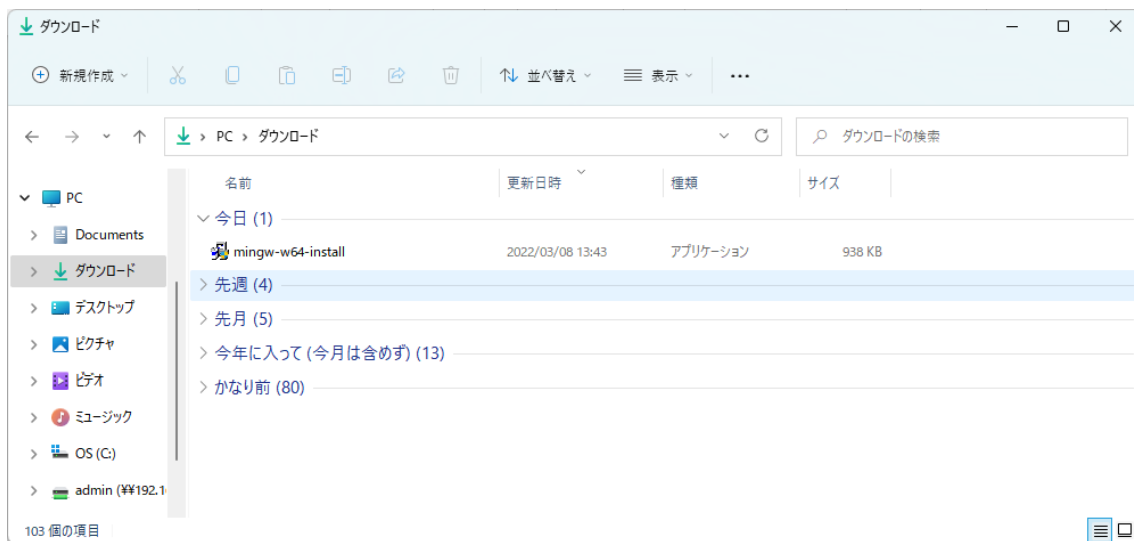 ダウンロード
新規作成 並べ替え 表示 ...
PC › ダウンロード ダウンロードの検索
名前 更新日時 種類 サイズ
PC
Documents
ダウンロード
デスクトップ
ピクチャ
ビデオ
ミュージック
OS (C:)
admin (¥¥192.1
今日 (1)
mingw-w64-install 2022/03/08 13:43 アプリケーション 938 KB
先週 (4)
先月 (5)
今年に入って (今月は含めず) (13)
かなり前 (80)
103 個の項目